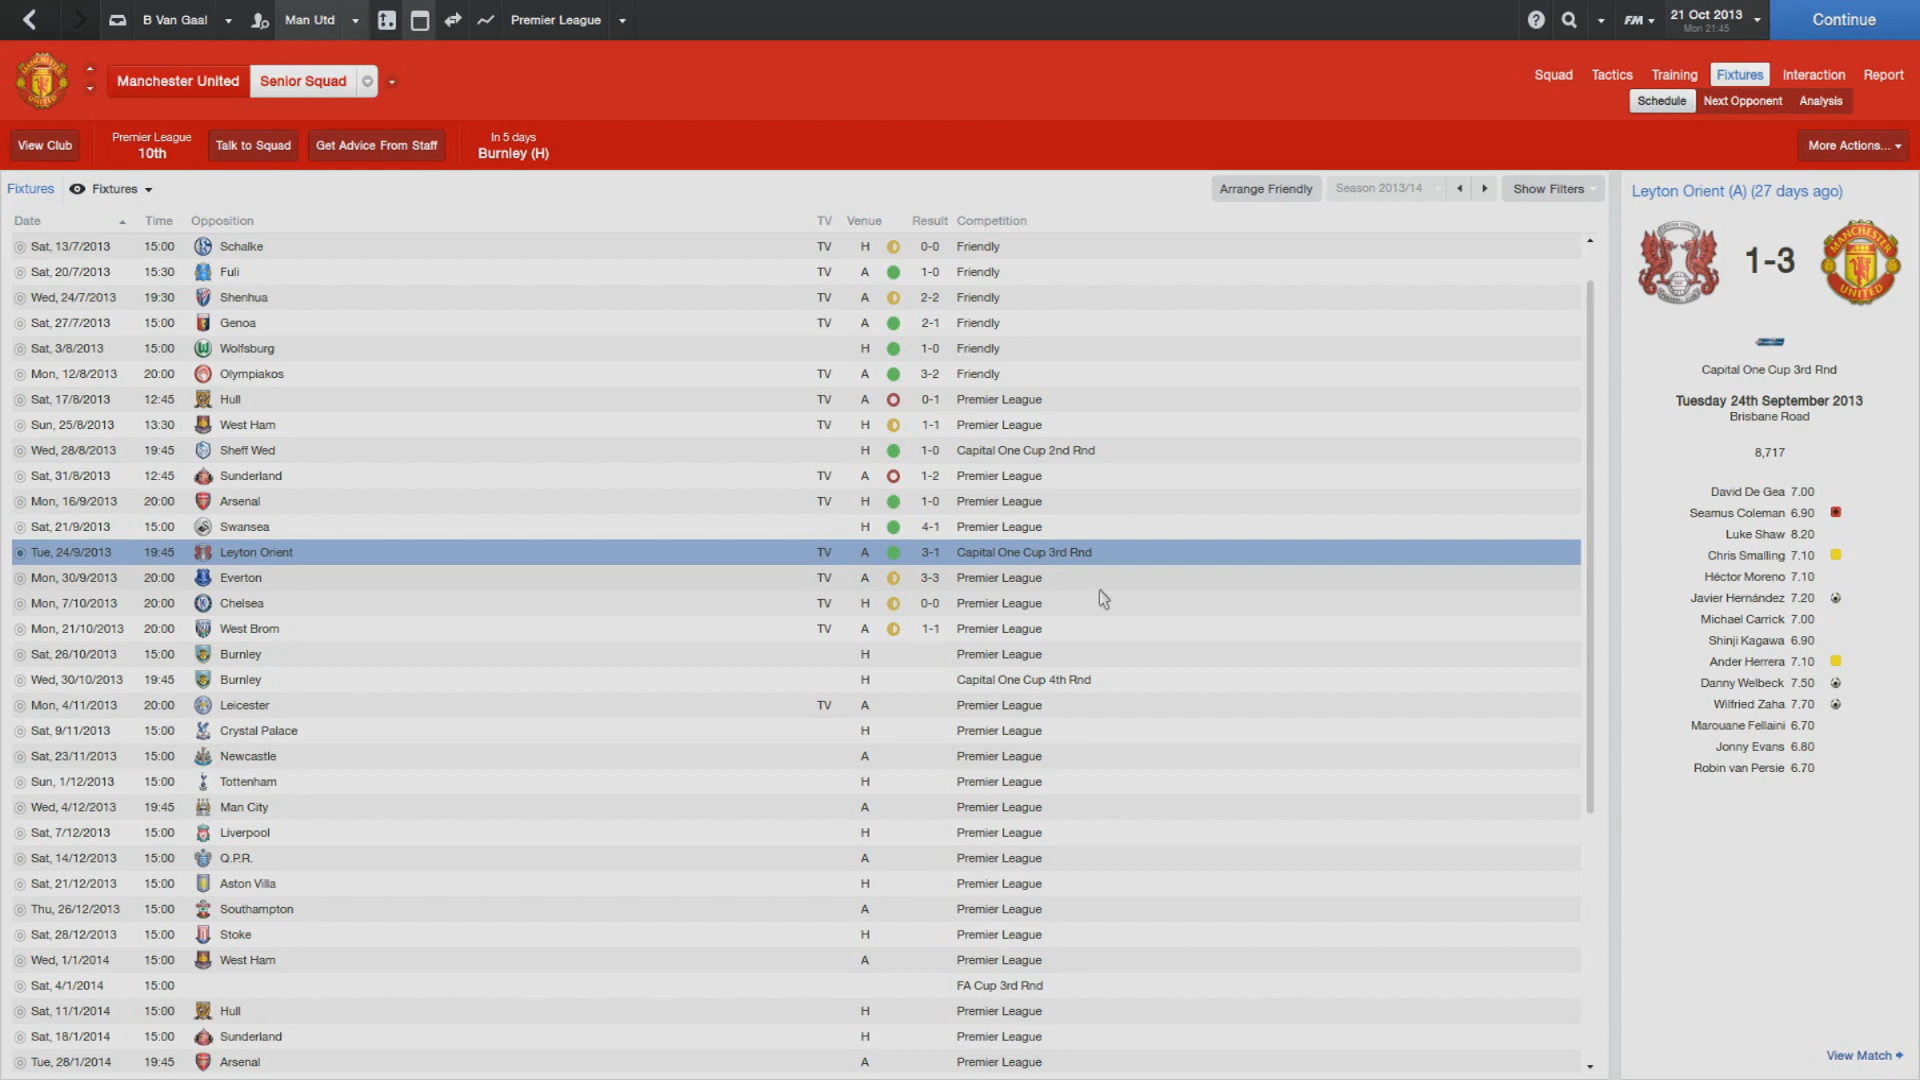 B Van Gaal Man Utd Premier League FM 21 Oct 2013 Mon 21:45 Continue
Manchester United Senior Squad
Squad Tactics Training Fixtures Interaction Report
Schedule Next Opponent Analysis
View Club Premier League 10th Talk to Squad Get Advice From Staff In 5 days Burnley (H) More Actions...
Fixtures Fixtures Arrange Friendly Season 2013/14 Show Filters
Date Time Opposition TV Venue Result Competition
Sat, 13/7/2013 15:00 Schalke TV H 0-0 Friendly
Sat, 20/7/2013 15:30 Fuli TV A 1-0 Friendly
Wed, 24/7/2013 19:30 Shenhua TV A 2-2 Friendly
Sat, 27/7/2013 15:00 Genoa TV A 2-1 Friendly
Sat, 3/8/2013 15:00 Wolfsburg H 1-0 Friendly
Mon, 12/8/2013 20:00 Olympiakos TV A 3-2 Friendly
Sat, 17/8/2013 12:45 Hull TV A 0-1 Premier League
Sun, 25/8/2013 13:30 West Ham TV H 1-1 Premier League
Wed, 28/8/2013 19:45 Sheff Wed H 1-0 Capital One Cup 2nd Rnd
Sat, 31/8/2013 12:45 Sunderland TV A 1-2 Premier League
Mon, 16/9/2013 20:00 Arsenal TV H 1-0 Premier League
Sat, 21/9/2013 15:00 Swansea H 4-1 Premier League
Tue, 24/9/2013 19:45 Leyton Orient TV A 3-1 Capital One Cup 3rd Rnd
Mon, 30/9/2013 20:00 Everton TV A 3-3 Premier League
Mon, 7/10/2013 20:00 Chelsea TV H 0-0 Premier League
Mon, 21/10/2013 20:00 West Brom TV A 1-1 Premier League
Sat, 26/10/2013 15:00 Burnley H Premier League
Wed, 30/10/2013 19:45 Burnley H Capital One Cup 4th Rnd
Mon, 4/11/2013 20:00 Leicester TV A Premier League
Sat, 9/11/2013 15:00 Crystal Palace H Premier League
Sat, 23/11/2013 15:00 Newcastle A Premier League
Sun, 1/12/2013 15:00 Tottenham H Premier League
Wed, 4/12/2013 19:45 Man City A Premier League
Sat, 7/12/2013 15:00 Liverpool H Premier League
Sat, 14/12/2013 15:00 Q.P.R. A Premier League
Sat, 21/12/2013 15:00 Aston Villa H Premier League
Thu, 26/12/2013 15:00 Southampton A Premier League
Sat, 28/12/2013 15:00 Stoke H Premier League
Wed, 1/1/2014 15:00 West Ham A Premier League
Sat, 4/1/2014 15:00 FA Cup 3rd Rnd
Sat, 11/1/2014 15:00 Hull H Premier League
Sat, 18/1/2014 15:00 Sunderland H Premier League
Tue, 28/1/2014 19:45 Arsenal A Premier League
Leyton Orient (A) (27 days ago)
1-3
Capital One Cup 3rd Rnd
Tuesday 24th September 2013
Brisbane Road
8,717
David De Gea 7.00
Seamus Coleman 6.90
Luke Shaw 8.20
Chris Smalling 7.10
Héctor Moreno 7.10
Javier Hernández 7.20
Michael Carrick 7.00
Shinji Kagawa 6.90
Ander Herrera 7.10
Danny Welbeck 7.50
Wilfried Zaha 7.70
Marouane Fellaini 6.70
Jonny Evans 6.80
Robin van Persie 6.70
View Match